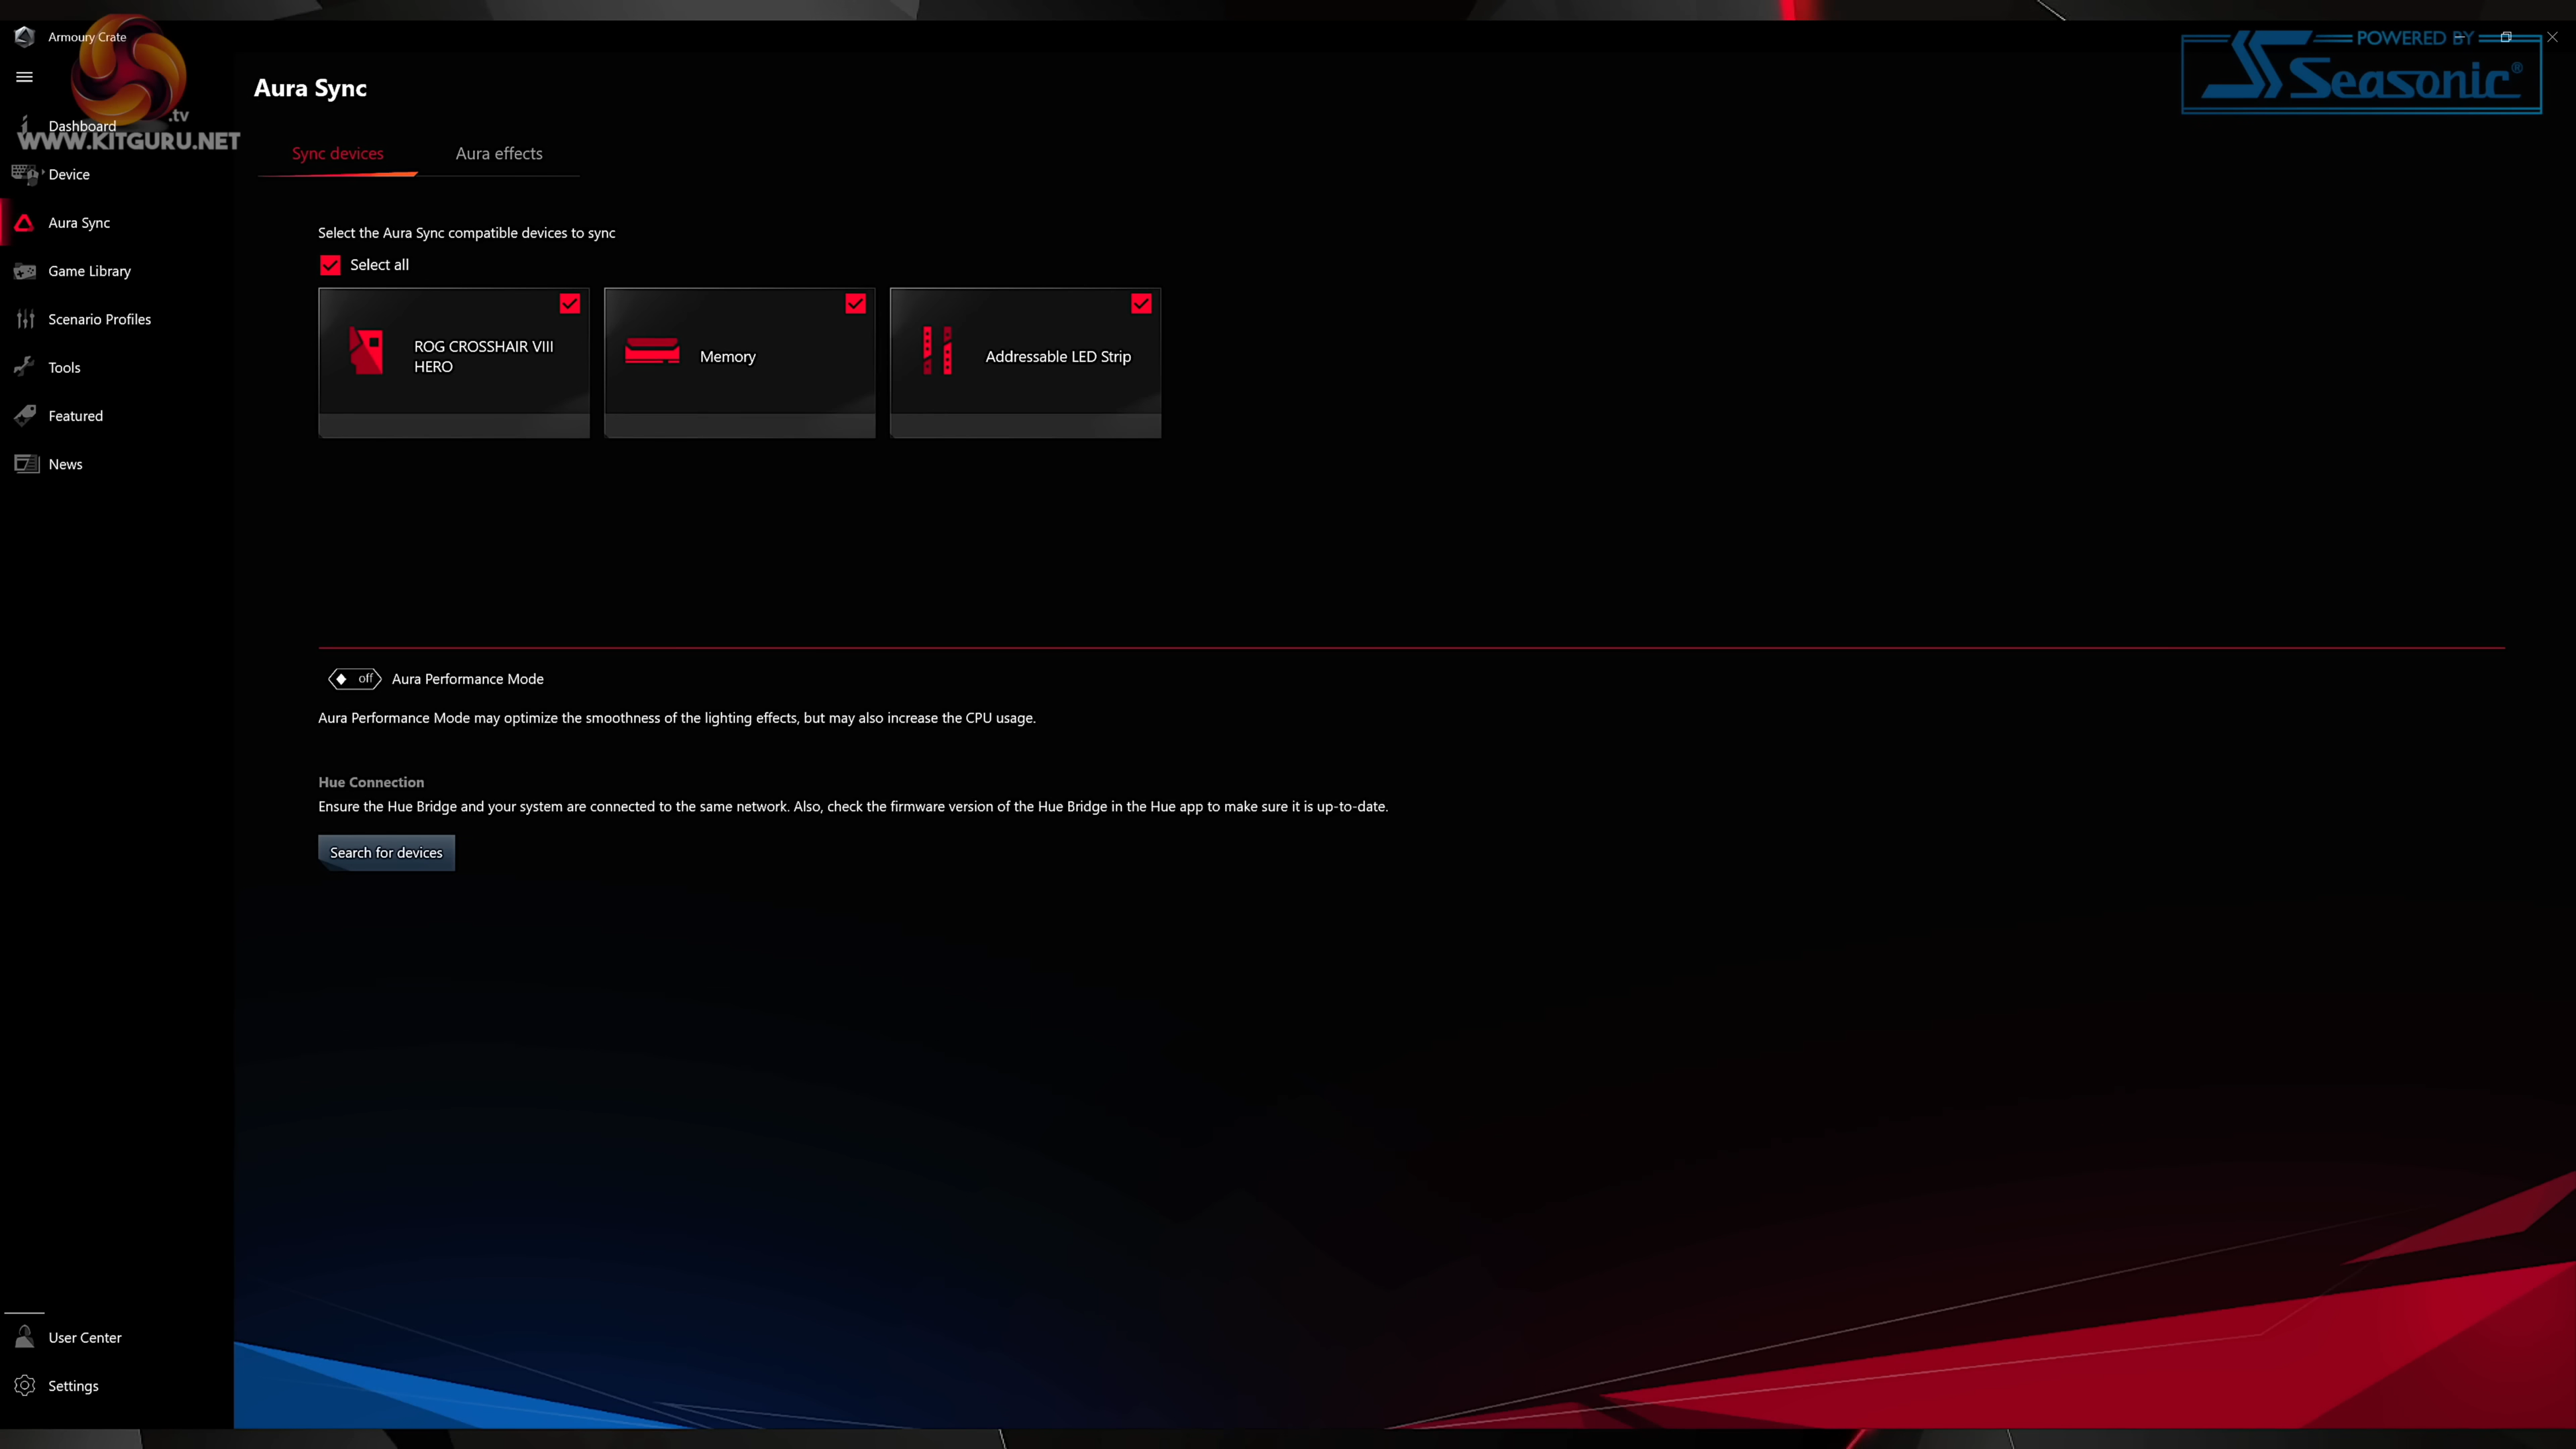 Armoury Crate
Dashboard
.tv
WWW.KITGURU.NET
Device
Aura Sync
Game Library
Scenario Profiles
Tools
Featured
News
User Center
Settings
POWERED BY
Seasonic®
Aura Sync
Sync devices
Aura effects
Select the Aura Sync compatible devices to sync
Select all
ROG CROSSHAIR VIII
HERO
Memory
Addressable LED Strip
off
Aura Performance Mode
Aura Performance Mode may optimize the smoothness of the lighting effects, but may also increase the CPU usage.
Hue Connection
Ensure the Hue Bridge and your system are connected to the same network. Also, check the firmware version of the Hue Bridge in the Hue app to make sure it is up-to-date.
Search for devices